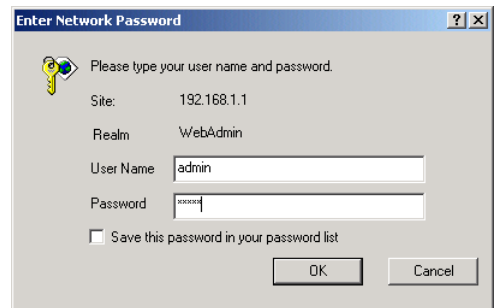 Enter Network Password
Please type your user name and password.
Site: 192.168.1.1
Realm WebAdmin
User Name admin
Password *****
Save this password in your password list
OK Cancel